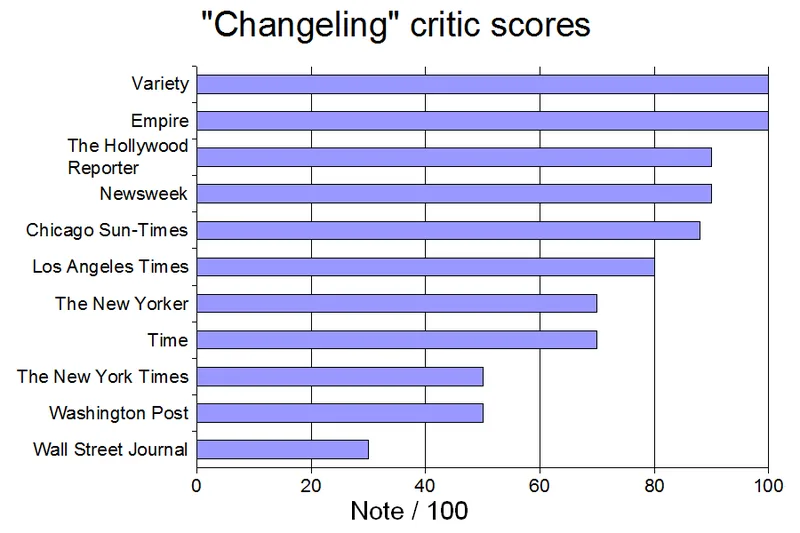 "Changeling" critic scores
Variety
Empire
The Hollywood
Reporter
Newsweek
Chicago Sun-Times
Los Angeles Times
The New Yorker
Time
The New York Times
Washington Post
Wall Street Journal
0 20 40 60 80 100
Note / 100